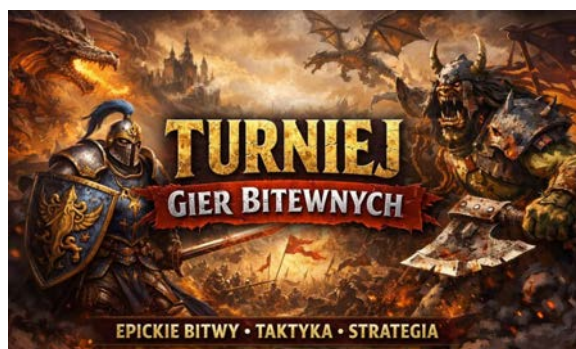 TURNIEJ
GIER BITEWNYCH
EPICKIE BITWY • TAKTYKA • STRATEGIA